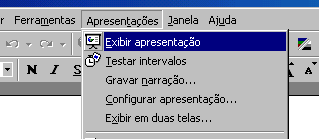 r Ferramentas Apresentações Janela Ajuda
Exibir apresentação
Testar intervalos
N I S
Gravar narração...
Configurar apresentação...
Exibir em duas telas...